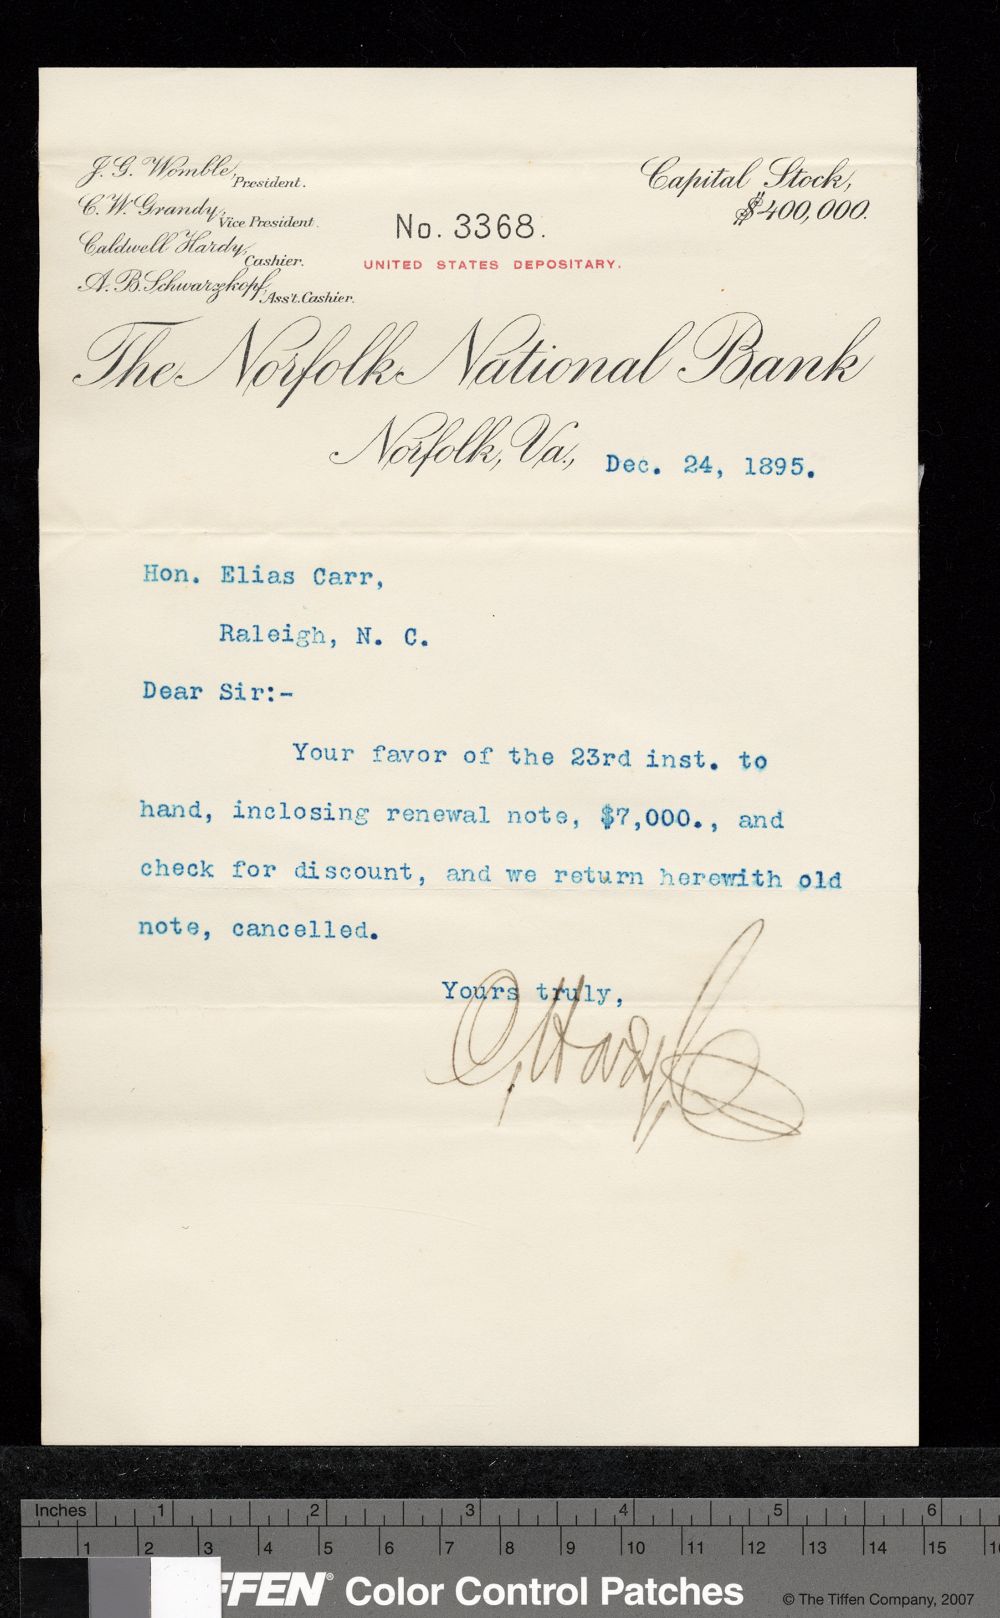 J. G. Womble, President.
C. W. Grandy, Vice President.
Caldwell Hardy, Cashier.
A. B. Schwarzkopf, Ass't. Cashier.
No. 3368.
UNITED STATES DEPOSITARY.
Capital Stock,
$400,000.
The Norfolk National Bank
Norfolk, Va., Dec. 24, 1895.
Hon. Elias Carr,
Raleigh, N. C.
Dear Sir:-
Your favor of the 23rd inst. to
hand, inclosing renewal note, $7,000., and
check for discount, and we return herewith old
note, cancelled.
Yours truly,
C. Hardy,
Inches 1 2 3 4 5 6
1 2 3 4 5 6 7 8 9 10 11 12 13 14 15
FFEN® Color Control Patches
© The Tiffen Company, 2007